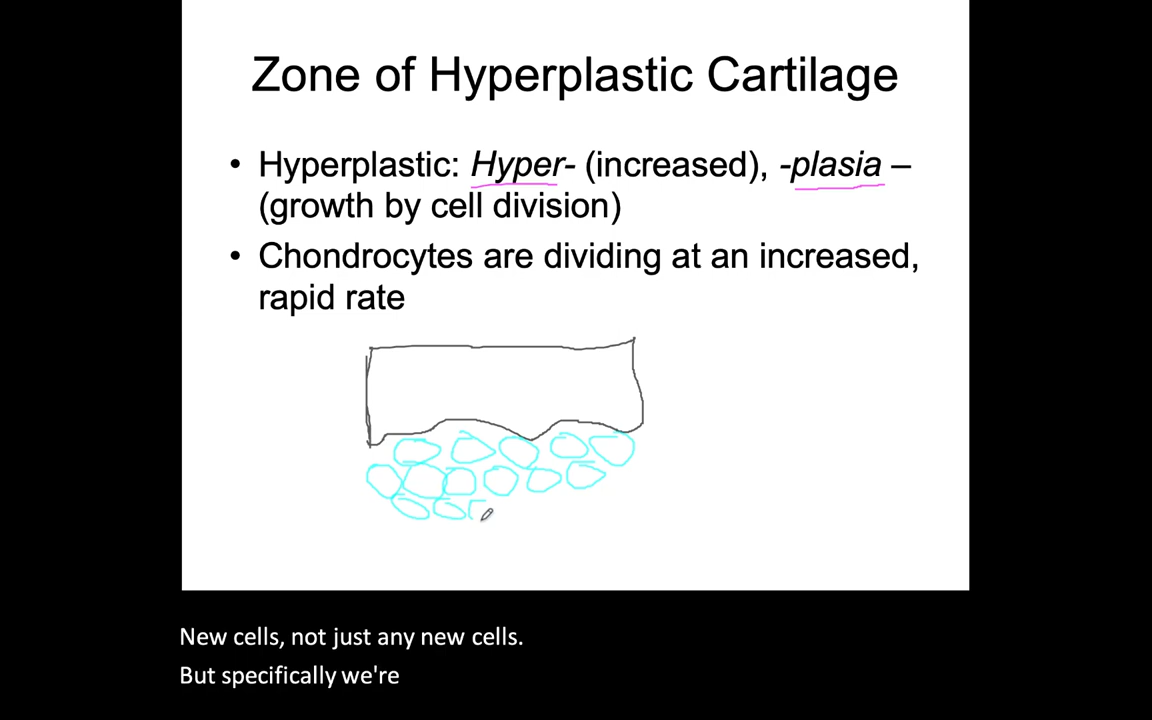 Zone of Hyperplastic Cartilage
• Hyperplastic: Hyper- (increased), -plasia –
(growth by cell division)
• Chondrocytes are dividing at an increased,
rapid rate
New cells, not just any new cells.
But specifically we're